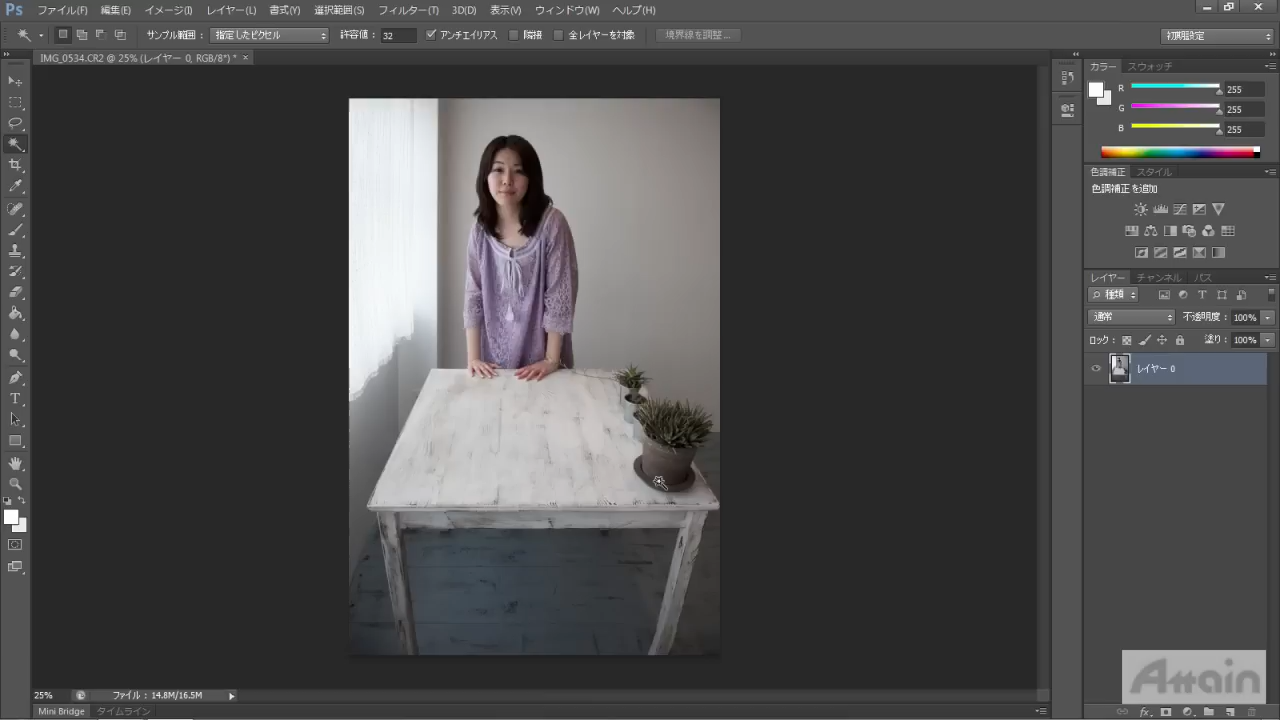 Ps ファイル(F) 編集(E) イメージ(I) レイヤー(L) 書式(Y) 選択範囲(S) フィルター(T) 3D(D) 表示(V) ウィンドウ(W) ヘルプ(H)
サンプル範囲： 指定したピクセル 許容値： 32 アンチエイリアス 隣接 全レイヤーを対象 境界線を調整... 初期設定
IMG_0534.CR2 @ 25% (レイヤー 0, RGB/8*) * ×
カラー スウォッチ
R 255
G 255
B 255
色調補正 スタイル
色調補正を追加
レイヤー チャンネル パス
種類
通常 不透明度： 100%
ロック： 塗り： 100%
レイヤー 0
25% ファイル：14.8M/16.5M
Mini Bridge タイムライン
Attain